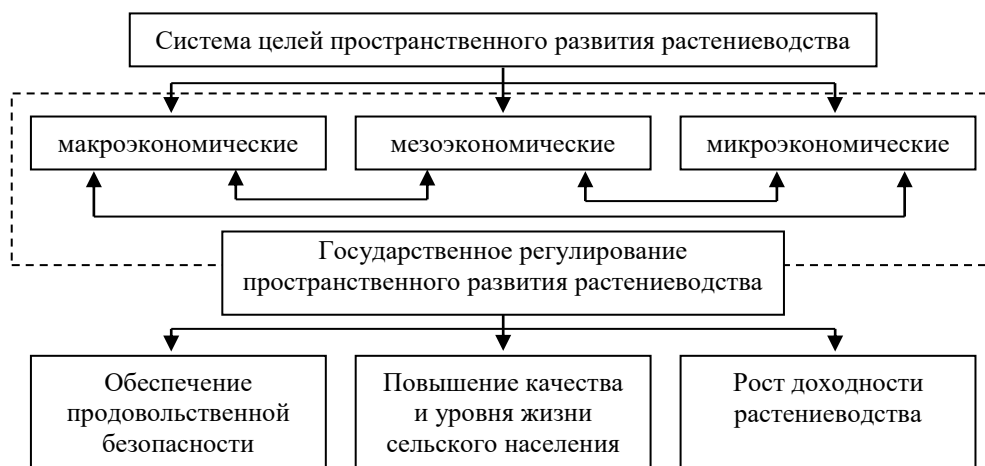 Система целей пространственного развития растениеводства
макроэкономические
мезоэкономические
микроэкономические
Государственное регулирование
пространственного развития растениеводства
Обеспечение
продовольственной
безопасности
Повышение качества
и уровня жизни
сельского населения
Рост доходности
растениеводства